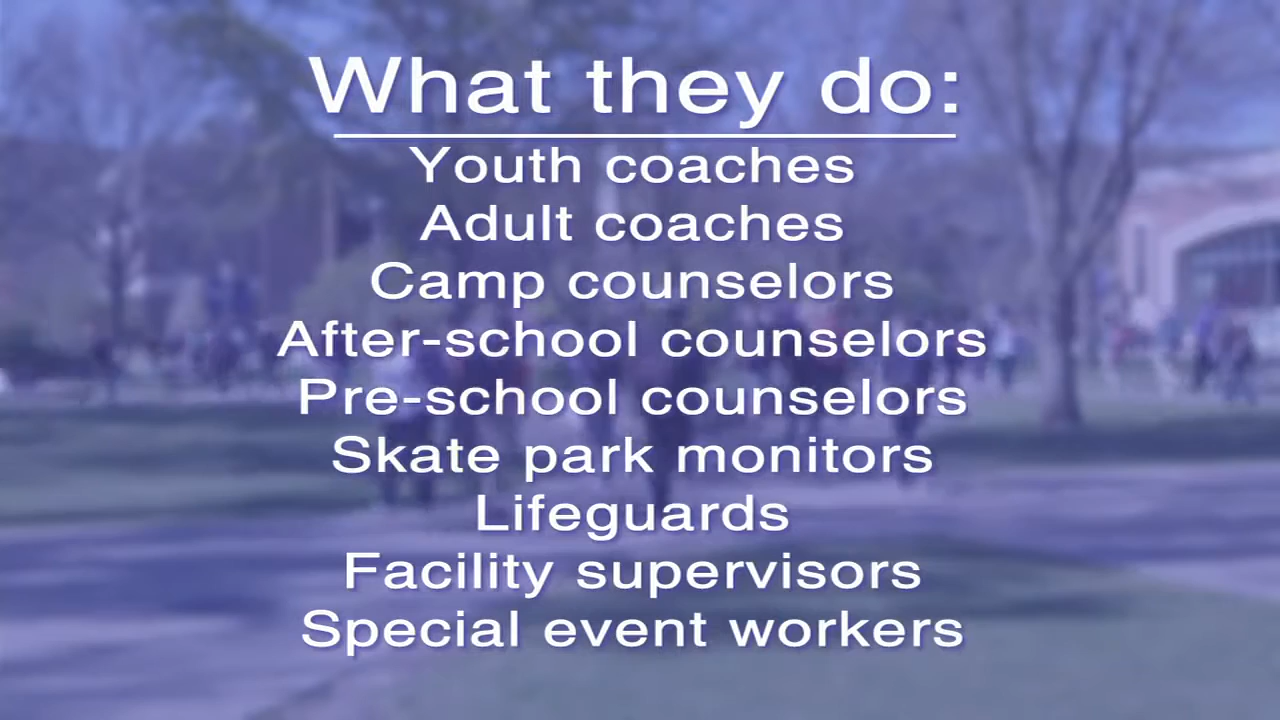 What they do:
Youth coaches
Adult coaches
Camp counselors
After-school counselors
Pre-school counselors
Skate park monitors
Lifeguards
Facility supervisors
Special event workers